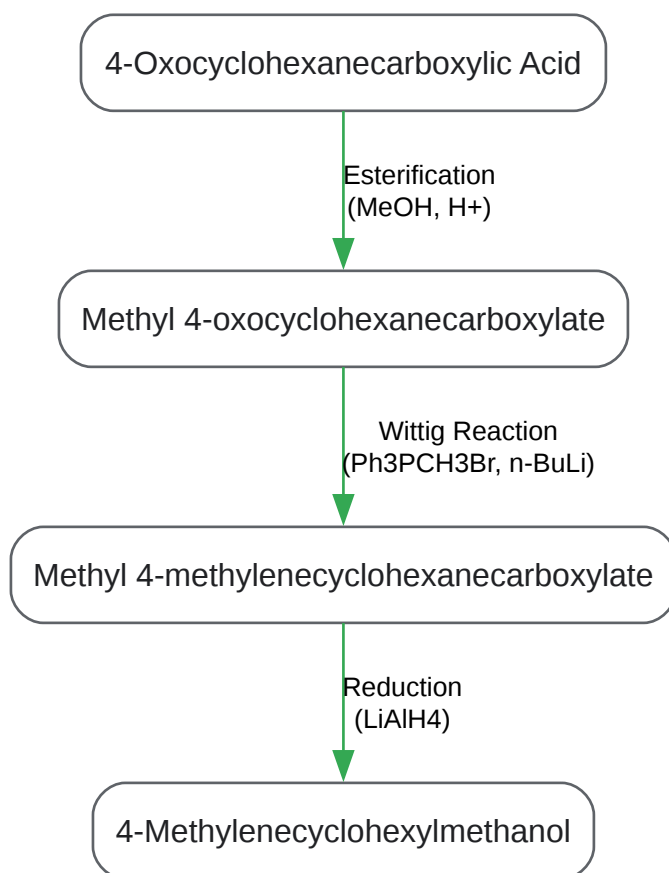 4-Oxocyclohexanecarboxylic Acid
Esterification
(MeOH, H+)
Methyl 4-oxocyclohexanecarboxylate
Wittig Reaction
(Ph3PCH3Br, n-BuLi)
Methyl 4-methylenecyclohexanecarboxylate
Reduction
(LiAlH4)
4-Methylenecyclohexylmethanol